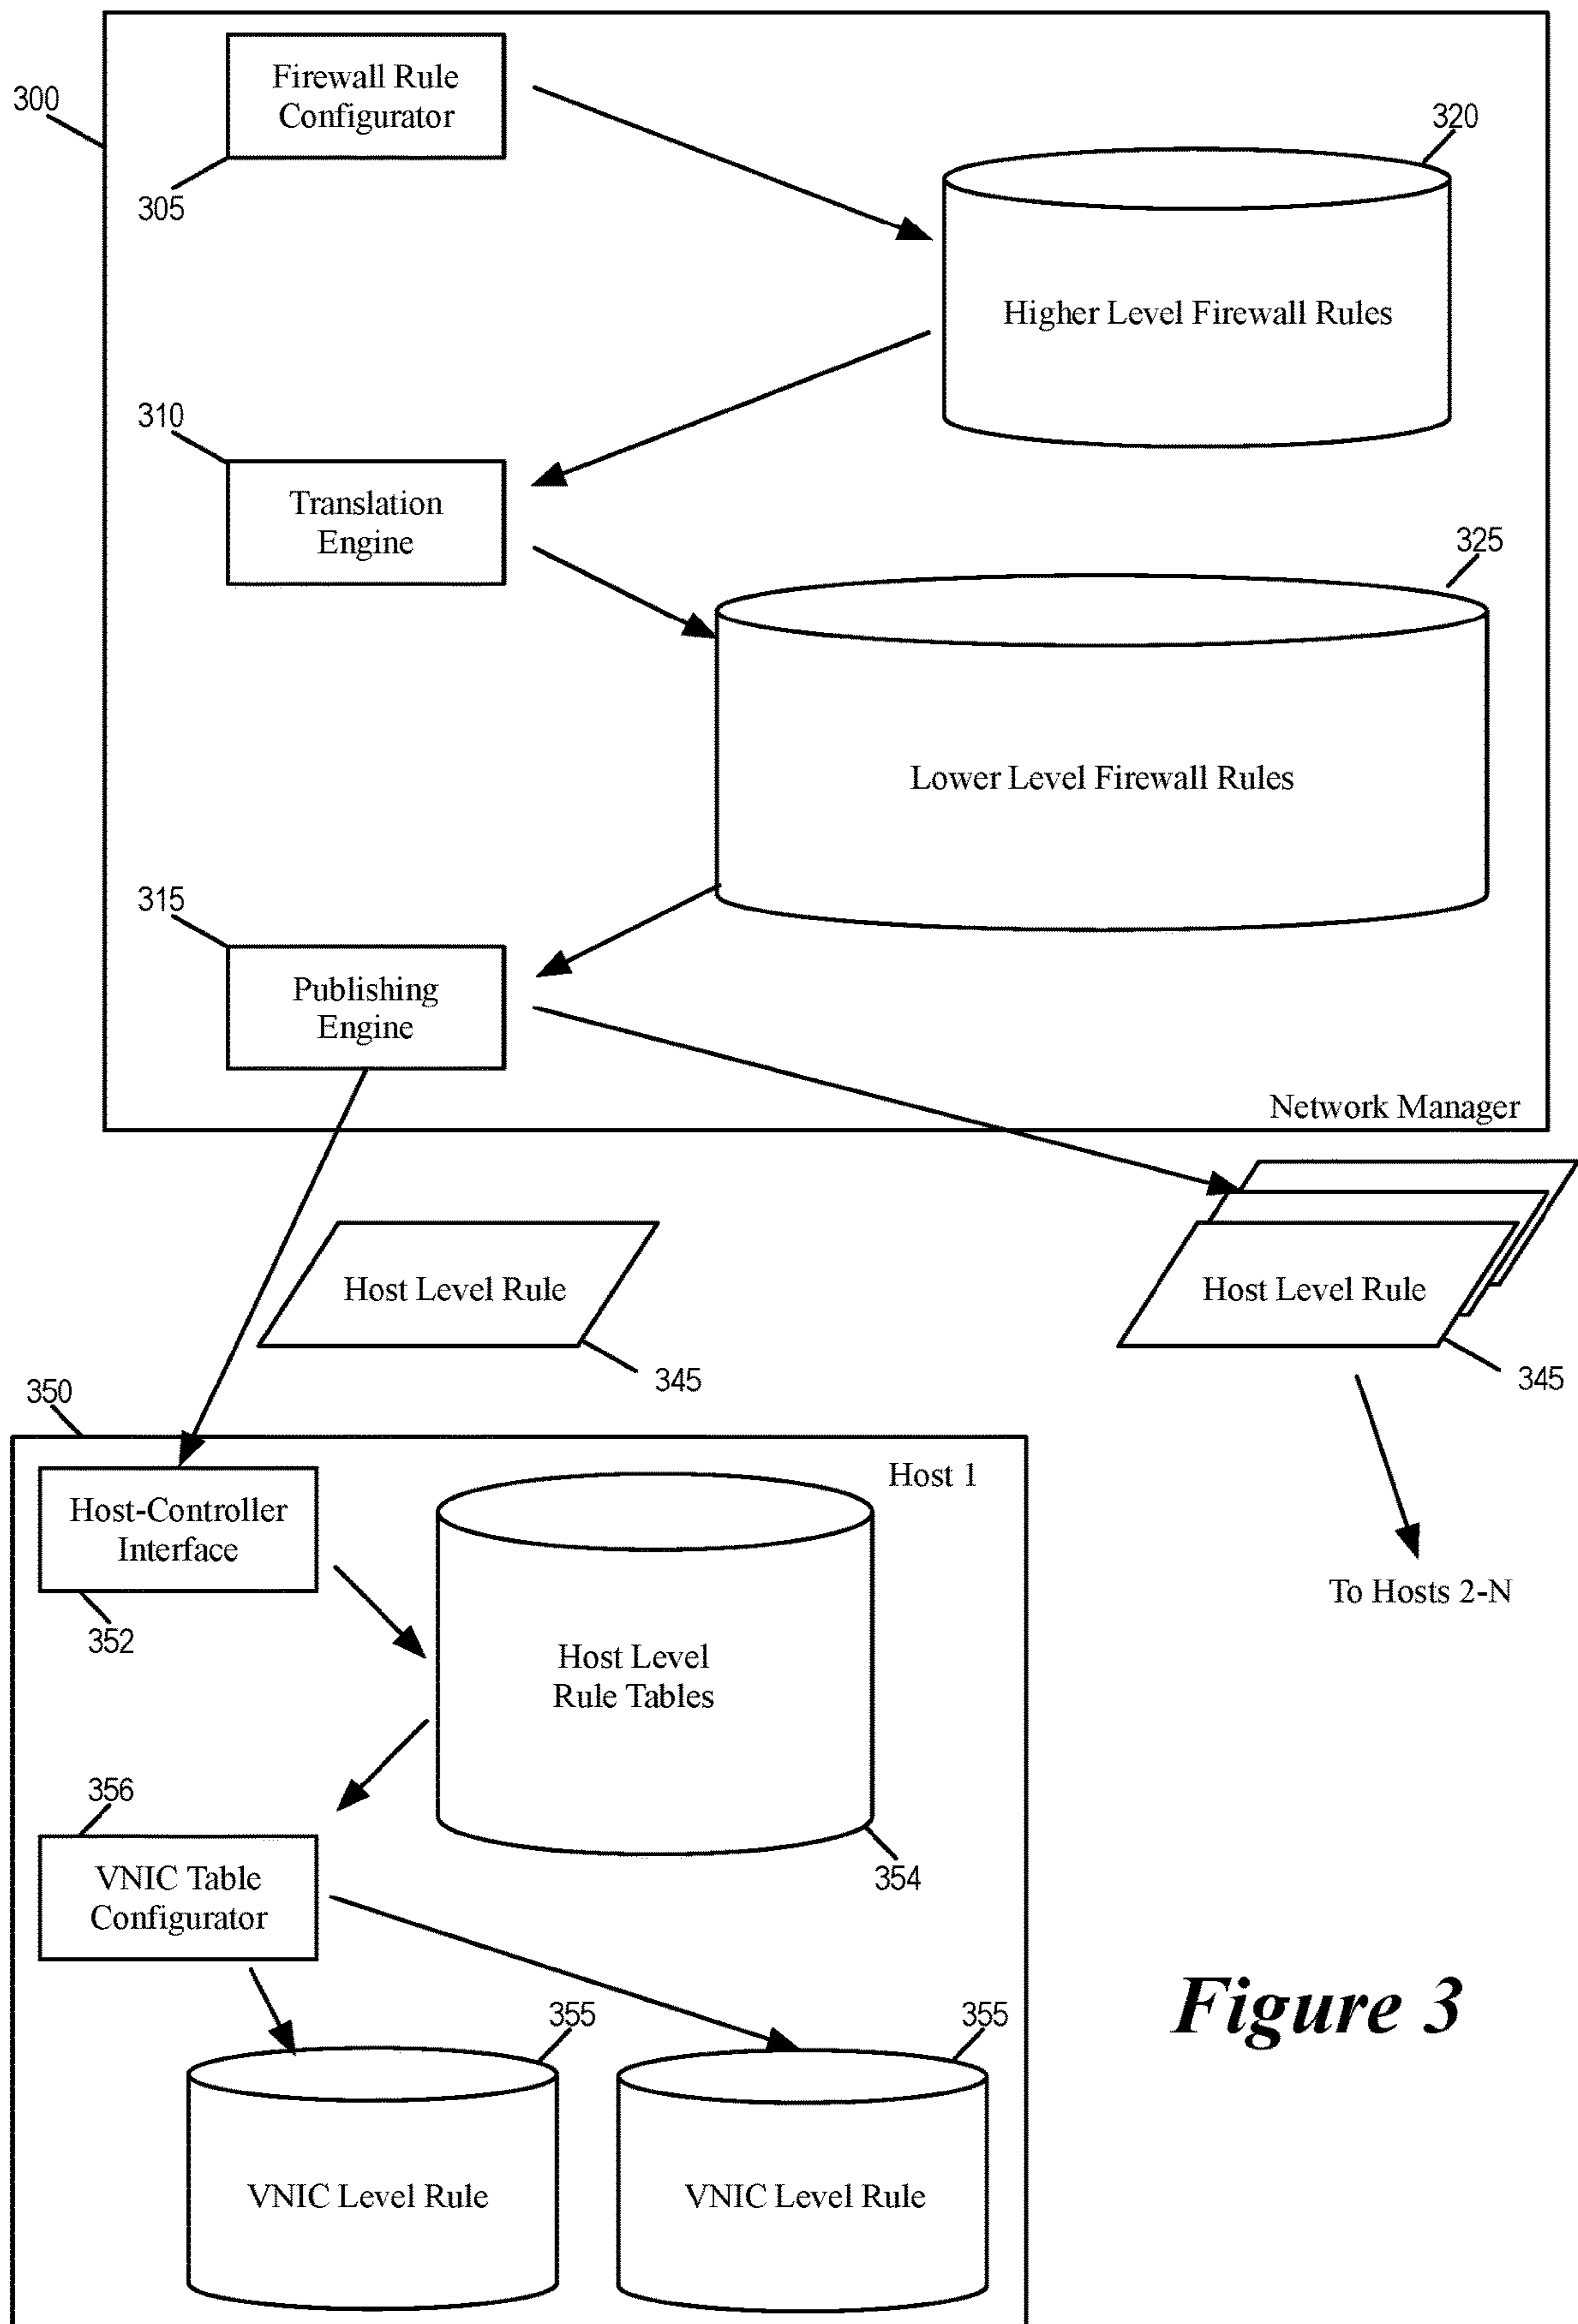 Firewall Rule
Configurator
300
305
320
Higher Level Firewall Rules
310
Translation
Engine
325
Lower Level Firewall Rules
315
Publishing
Engine
Network Manager
Host Level Rule
345
Host Level Rule
345
To Hosts 2-N
350
Host 1
Host-Controller
Interface
352
Host Level
Rule Tables
354
356
VNIC Table
Configurator
355
355
VNIC Level Rule
VNIC Level Rule
Figure 3